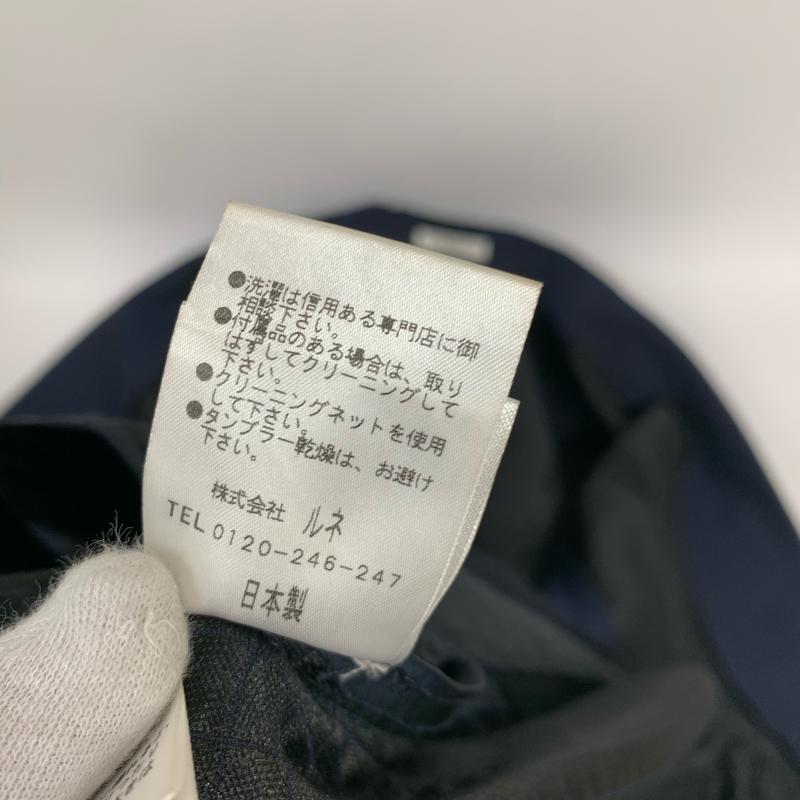 ●洗濯は信用ある専門店に御
相談下さい。
●付属品のある場合は、取り
はずしてクリーニングして
下さい。
●クリーニングネットを使用
して下さい。
●タンブラー乾燥は、お避け
下さい。
株式会社 ルネ
TEL 0120-246-247
日本製